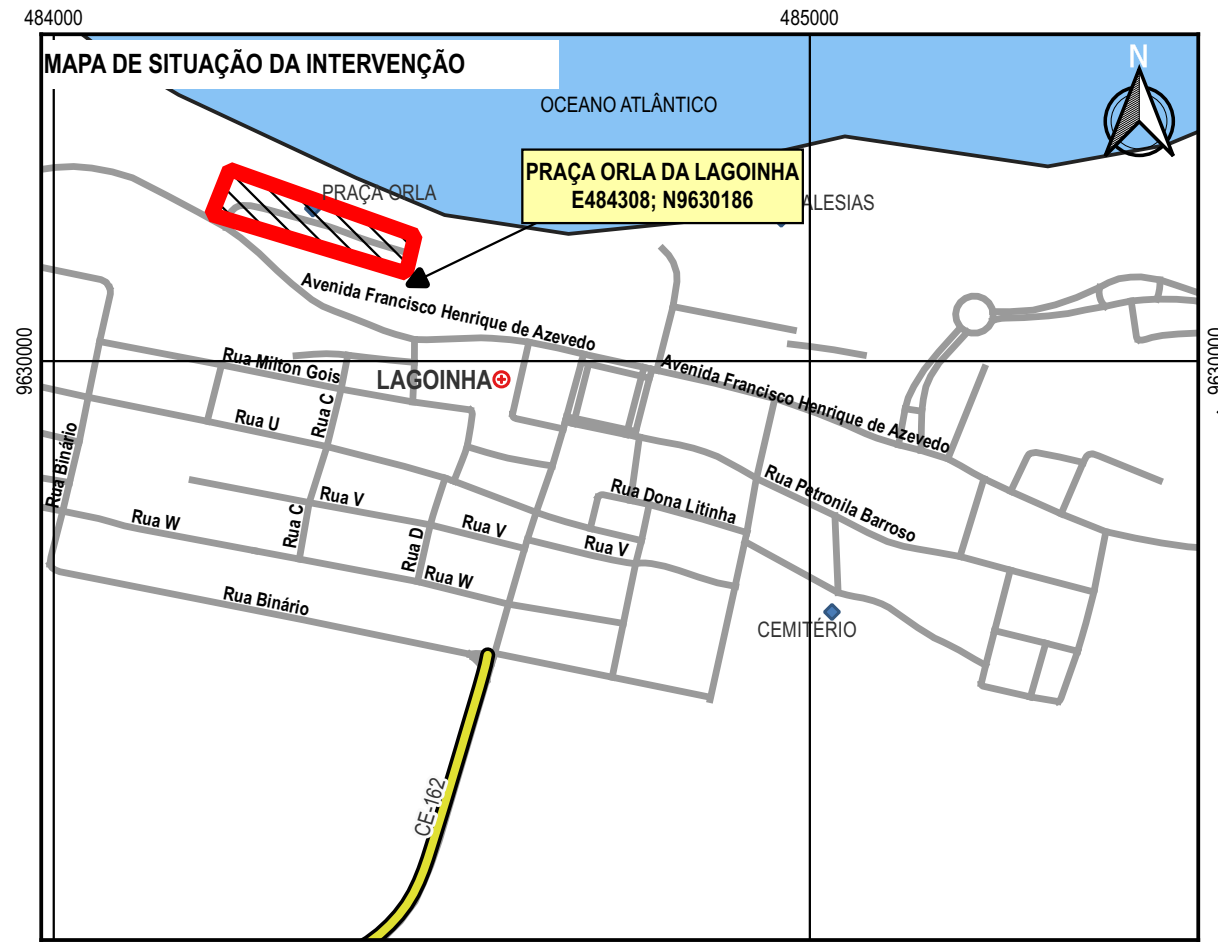 484000
485000
MAPA DE SITUAÇÃO DA INTERVENÇÃO
N
OCEANO ATLÂNTICO
PRAÇA ORLA DA LAGOINHA
E484308; N9630186
PRAÇA ORLA
ALESIAS
Avenida Francisco Henrique de Azevedo
9630000
9630000
Rua Milton Gois
LAGOINHA
Avenida Francisco Henrique de Azevedo
Rua C
Rua U
Rua Binário
Rua Petronila Barroso
Rua Dona Litinha
Rua V
Rua W
Rua C
Rua V
Rua D
Rua V
Rua W
Rua Binário
CEMITÉRIO
CE-162